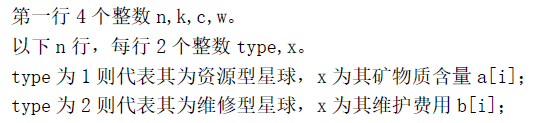 第一行 4 个整数 n,k,c,w。
以下 n 行，每行 2 个整数 type,x。
type 为 1 则代表其为资源型星球，x 为其矿物质含量 a[i]；
type 为 2 则代表其为维修型星球，x 为其维护费用 b[i]；